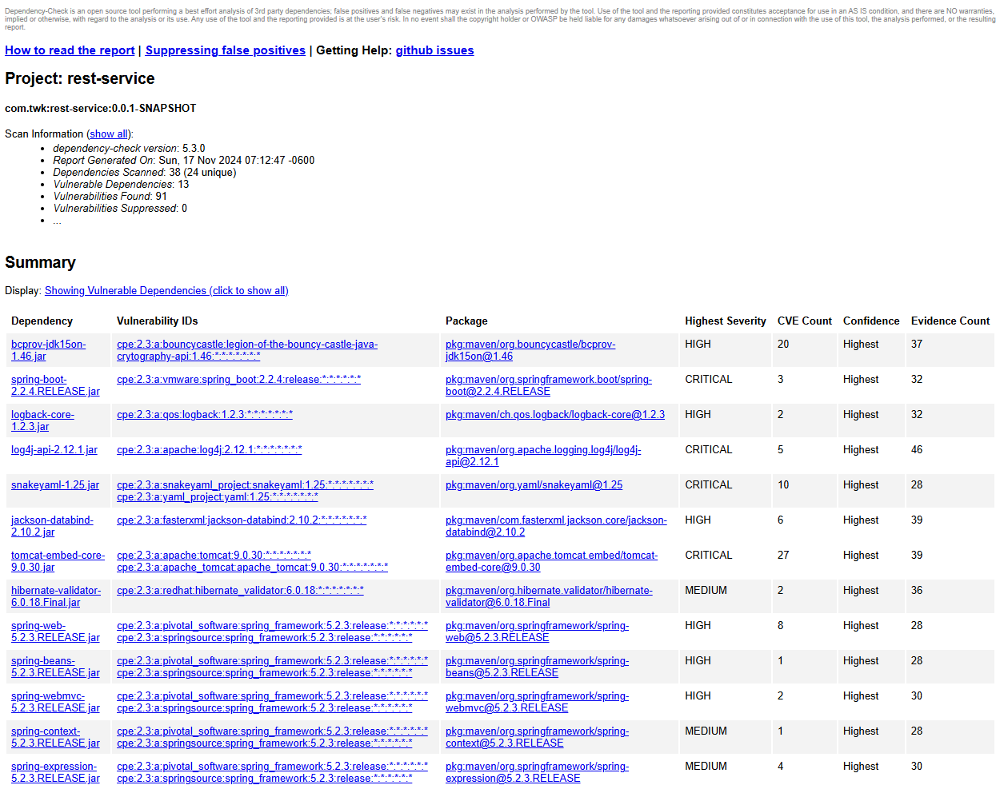 Dependency-Check is an open source tool performing a best effort analysis of 3rd party dependencies; false positives and false negatives may exist in the analysis performed by the tool. Use of the tool and the reporting provided constitutes acceptance for use in an AS IS condition, and there are NO warranties,
implied or otherwise, with regard to the analysis or its use. Any use of the tool and the reporting provided is at the user's risk. In no event shall the copyright holder or OWASP be held liable for any damages whatsoever arising out of or in connection with the use of this tool, the analysis performed, or the resulting
report.
How to read the report | Suppressing false positives | Getting Help: github issues
Project: rest-service
com.twk:rest-service:0.0.1-SNAPSHOT
Scan Information (show all):
• dependency-check version: 5.3.0
• Report Generated On: Sun, 17 Nov 2024 07:12:47 -0600
• Dependencies Scanned: 38 (24 unique)
• Vulnerable Dependencies: 13
• Vulnerabilities Found: 91
• Vulnerabilities Suppressed: 0
• ...
Summary
Display: Showing Vulnerable Dependencies (click to show all)
Dependency Vulnerability IDs Package Highest Severity CVE Count Confidence Evidence Count
bcprov-jdk15on- cpe:2.3:a:bouncycastle:legion-of-the-bouncy-castle-java- pkg:maven/org.bouncycastle/bcprov- HIGH 20 Highest 37
1.46.jar crytography-api:1.46:*:*:*:*:*:*:* jdk15on@1.46
spring-boot- cpe:2.3:a:vmware:spring_boot:2.2.4:release:*:*:*:*:*:* pkg:maven/org.springframework.boot/spring- CRITICAL 3 Highest 32
2.2.4.RELEASE.jar boot@2.2.4.RELEASE
logback-core- cpe:2.3:a:qos:logback:1.2.3:*:*:*:*:*:*:* pkg:maven/ch.qos.logback/logback-core@1.2.3 HIGH 2 Highest 32
1.2.3.jar
log4j-api-2.12.1.jar cpe:2.3:a:apache:log4j:2.12.1:*:*:*:*:*:*:* pkg:maven/org.apache.logging.log4j/log4j- CRITICAL 5 Highest 46
api@2.12.1
snakeyaml-1.25.jar cpe:2.3:a:snakeyaml_project:snakeyaml:1.25:*:*:*:*:*:*:* pkg:maven/org.yaml/snakeyaml@1.25 CRITICAL 10 Highest 28
cpe:2.3:a:yaml_project:yaml:1.25:*:*:*:*:*:*:*
jackson-databind- cpe:2.3:a:fasterxml:jackson-databind:2.10.2:*:*:*:*:*:*:* pkg:maven/com.fasterxml.jackson.core/jackson- HIGH 6 Highest 39
2.10.2.jar databind@2.10.2
tomcat-embed-core- cpe:2.3:a:apache:tomcat:9.0.30:*:*:*:*:*:*:* pkg:maven/org.apache.tomcat.embed/tomcat- CRITICAL 27 Highest 39
9.0.30.jar cpe:2.3:a:apache_tomcat:apache_tomcat:9.0.30:*:*:*:*:*:*:* embed-core@9.0.30
hibernate-validator- cpe:2.3:a:redhat:hibernate_validator:6.0.18:*:*:*:*:*:*:* pkg:maven/org.hibernate.validator/hibernate- MEDIUM 2 Highest 36
6.0.18.Final.jar validator@6.0.18.Final
spring-web- cpe:2.3:a:pivotal_software:spring_framework:5.2.3:release:*:*:*:*:*:* pkg:maven/org.springframework/spring- HIGH 8 Highest 28
5.2.3.RELEASE.jar cpe:2.3:a:springsource:spring_framework:5.2.3:release:*:*:*:*:*:* web@5.2.3.RELEASE
spring-beans- cpe:2.3:a:pivotal_software:spring_framework:5.2.3:release:*:*:*:*:*:* pkg:maven/org.springframework/spring- HIGH 1 Highest 28
5.2.3.RELEASE.jar cpe:2.3:a:springsource:spring_framework:5.2.3:release:*:*:*:*:*:* beans@5.2.3.RELEASE
spring-webmvc- cpe:2.3:a:pivotal_software:spring_framework:5.2.3:release:*:*:*:*:*:* pkg:maven/org.springframework/spring- HIGH 2 Highest 30
5.2.3.RELEASE.jar cpe:2.3:a:springsource:spring_framework:5.2.3:release:*:*:*:*:*:* webmvc@5.2.3.RELEASE
spring-context- cpe:2.3:a:pivotal_software:spring_framework:5.2.3:release:*:*:*:*:*:* pkg:maven/org.springframework/spring- MEDIUM 1 Highest 28
5.2.3.RELEASE.jar cpe:2.3:a:springsource:spring_framework:5.2.3:release:*:*:*:*:*:* context@5.2.3.RELEASE
spring-expression- cpe:2.3:a:pivotal_software:spring_framework:5.2.3:release:*:*:*:*:*:* pkg:maven/org.springframework/spring- MEDIUM 4 Highest 30
5.2.3.RELEASE.jar cpe:2.3:a:springsource:spring_framework:5.2.3:release:*:*:*:*:*:* expression@5.2.3.RELEASE